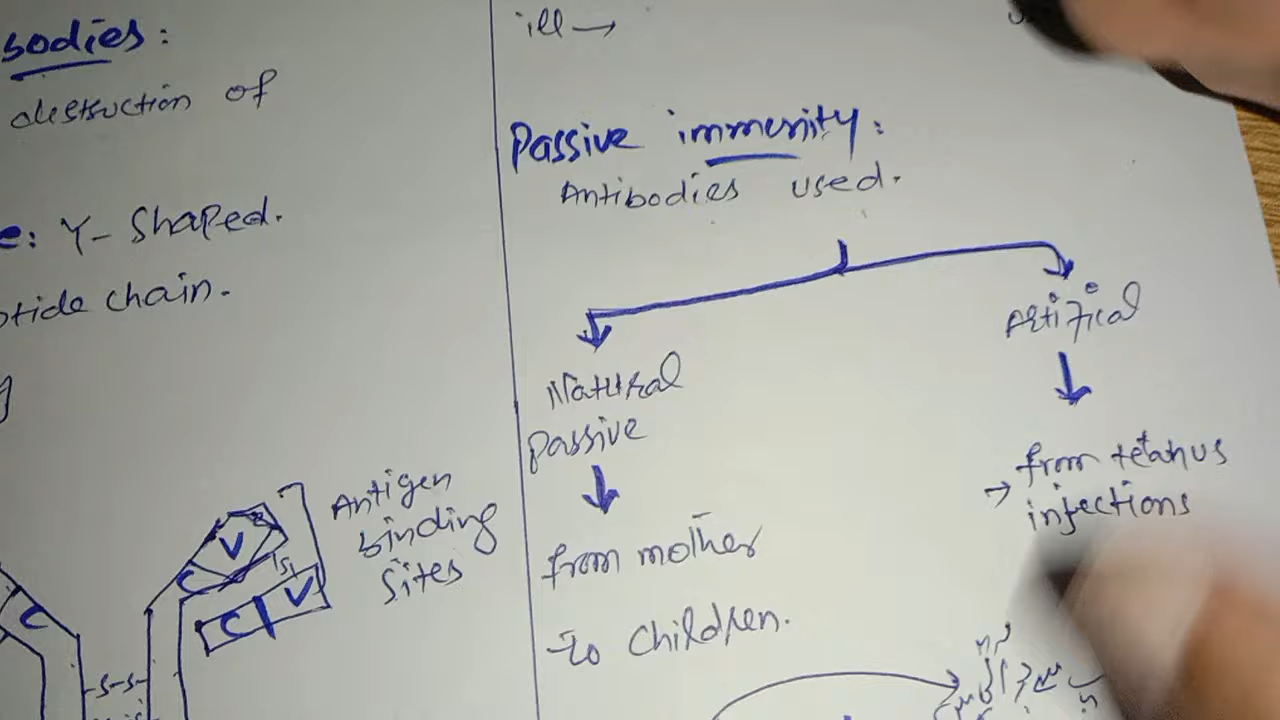 bodies:
destruction of
e: Y- Shaped.
ptide chain.
V
C
C V
C
-S-S-
Antigen
binding
Sites
ill →
Passive immunity:
Antibodies used.
Natural
Passive
from mother
to Children.
Artifical
from tetanus
→ injections